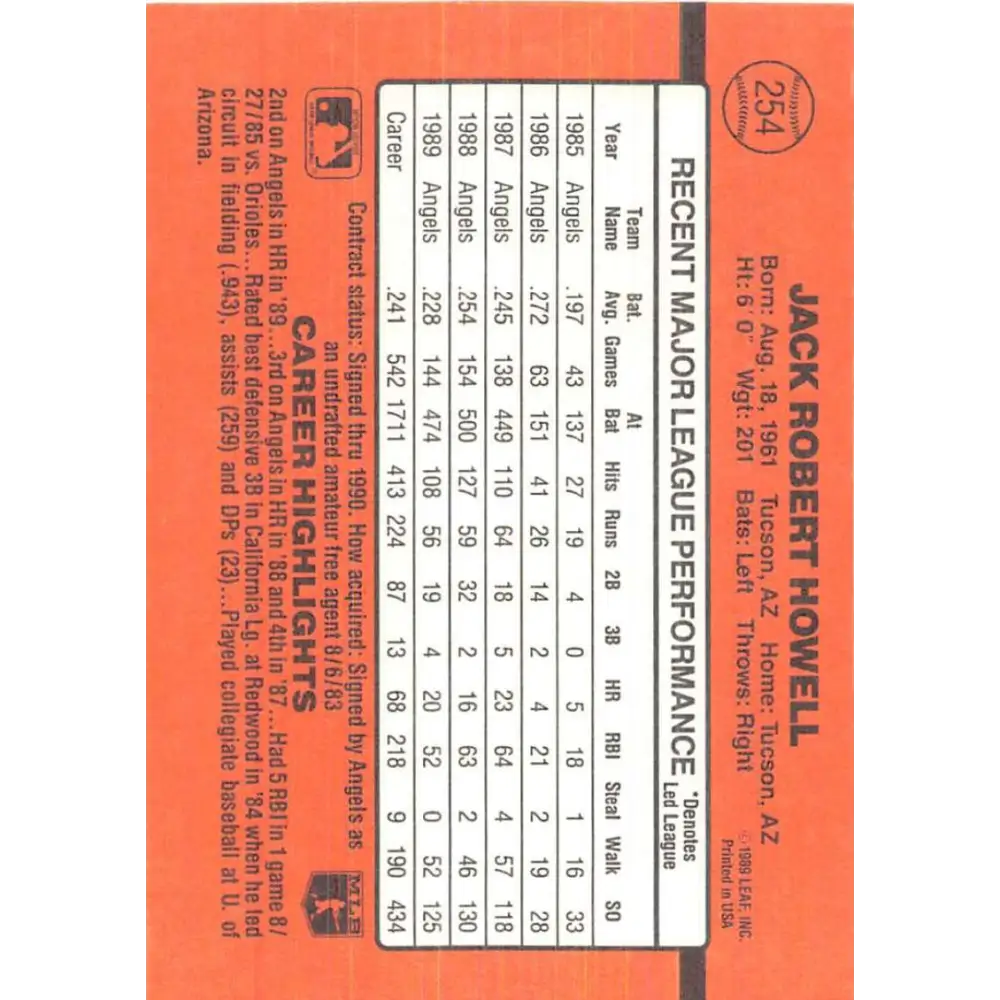 254
JACK ROBERT HOWELL
Born: Aug. 18, 1961 Tucson, AZ Home: Tucson, AZ
Ht: 6' 0" Wgt: 201 Bats: Left Throws: Right
© 1989 LEAF, INC.
Printed in USA
RECENT MAJOR LEAGUE PERFORMANCE
*Denotes
Led League
Year Team Name Bat. Avg. Games At Bat Hits Runs 2B 3B HR RBI Steal Walk SO
1985 Angels .197 43 137 27 19 4 0 5 18 1 16 33
1986 Angels .272 63 151 41 26 14 2 4 21 2 19 28
1987 Angels .245 138 449 110 64 18 5 23 64 4 57 118
1988 Angels .254 154 500 127 59 32 2 16 63 2 46 130
1989 Angels .228 144 474 108 56 19 4 20 52 0 52 125
Career .241 542 1711 413 224 87 13 68 218 9 190 434
Contract status: Signed thru 1990. How acquired: Signed by Angels as
an undrafted amateur free agent 8/6/83
MLB
CAREER HIGHLIGHTS
2nd on Angels in HR in '89...3rd on Angels in HR in '88 and 4th in '87...Had 5 RBI in 1 game 8/
27/85 vs. Orioles...Rated best defensive 3B in California Lg. at Redwood in '84 when he led
circuit in fielding (.943), assists (259) and DPs (23)...Played collegiate baseball at U. of
Arizona.